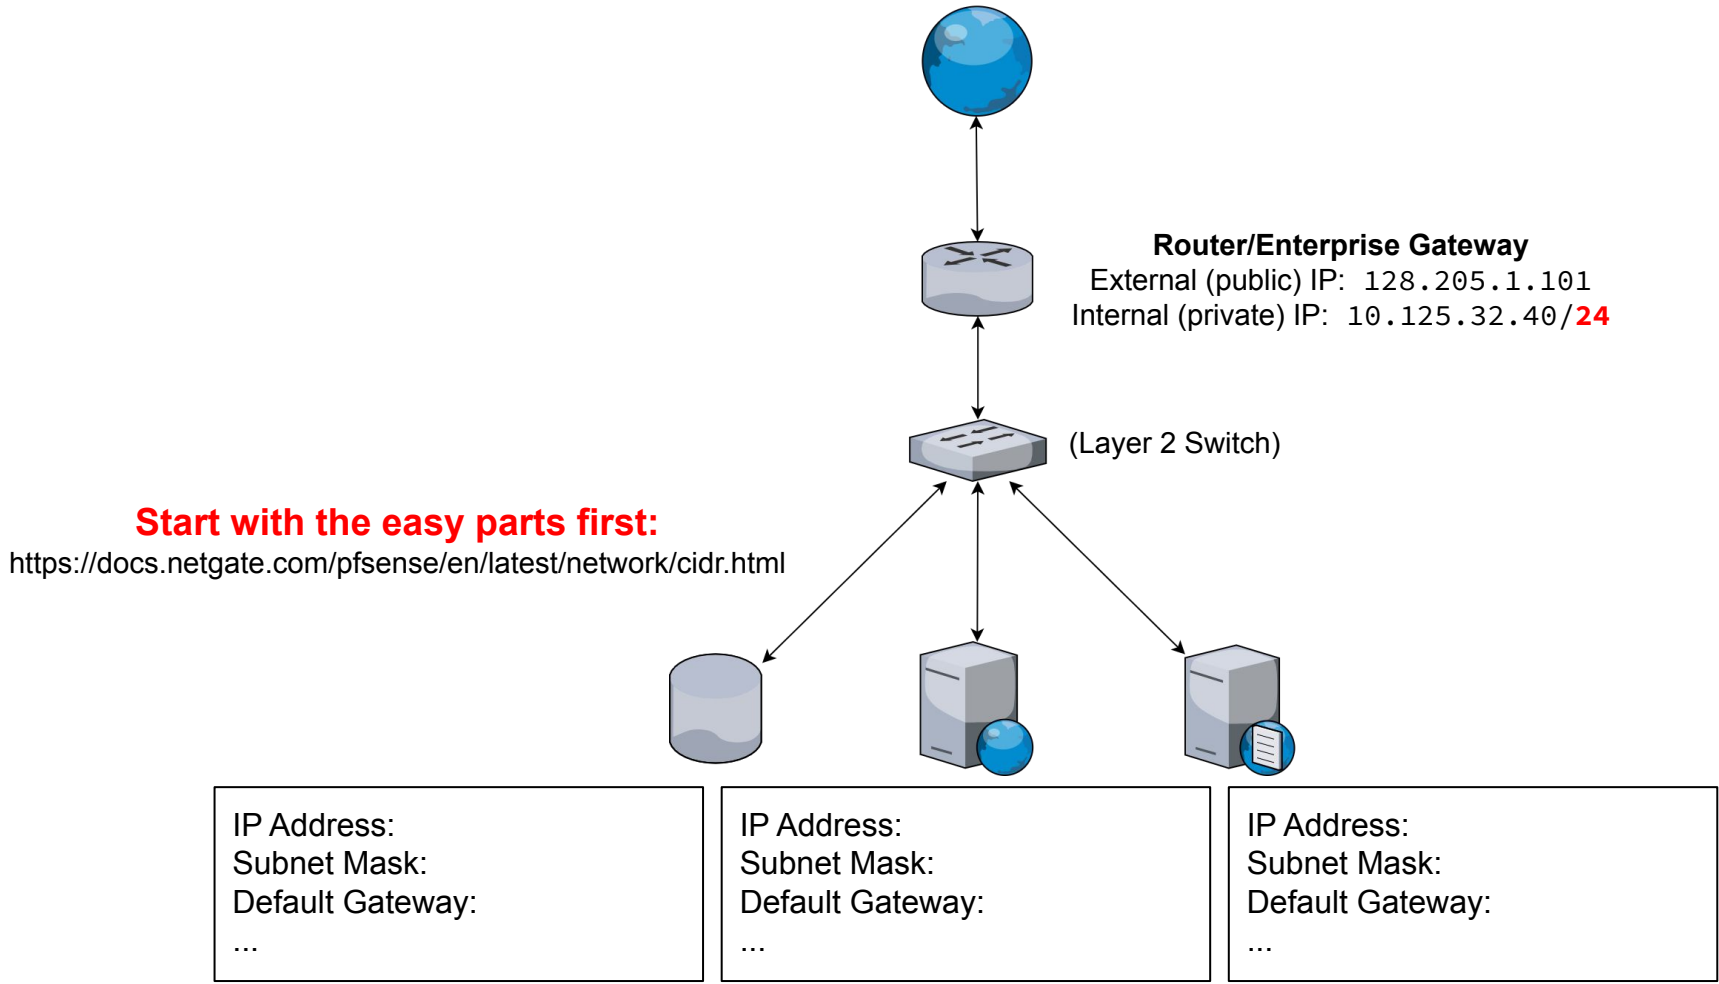 Router/Enterprise Gateway
External (public) IP: 128.205.1.101
Internal (private) IP: 10.125.32.40/24
(Layer 2 Switch)
Start with the easy parts first:
https://docs.netgate.com/pfsense/en/latest/network/cidr.html
IP Address:
Subnet Mask:
Default Gateway:
...
IP Address:
Subnet Mask:
Default Gateway:
...
IP Address:
Subnet Mask:
Default Gateway:
...